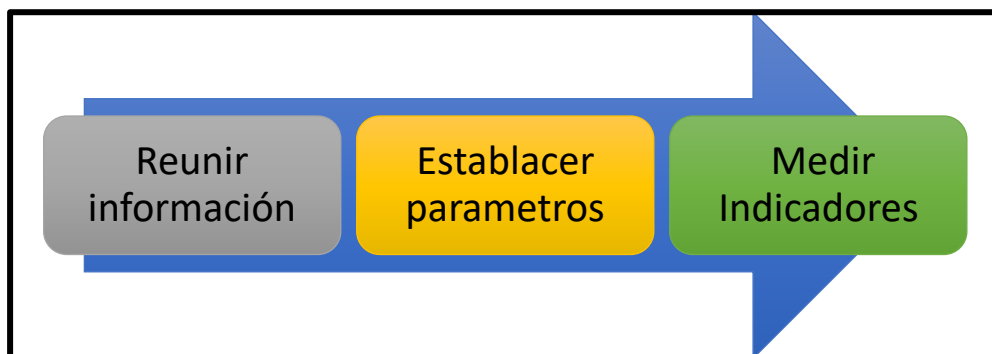 Reunir
información
Establacer
parametros
Medir
Indicadores